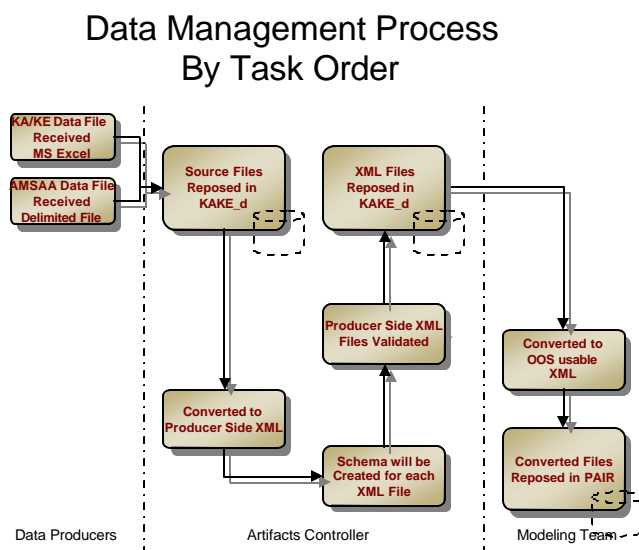 Data Management Process
By Task Order
KA/KE Data File
Received
MS Excel
AMSAA Data File
Received
Delimited File
Source Files
Reposed in
KAKE_d
XML Files
Reposed in
KAKE_d
Producer Side XML
Files Validated
Converted to
OOS usable
XML
Converted to
Producer Side XML
Schema will be
Created for each
XML File
Converted Files
Reposed in PAIR
Data Producers
Artifacts Controller
Modeling Team